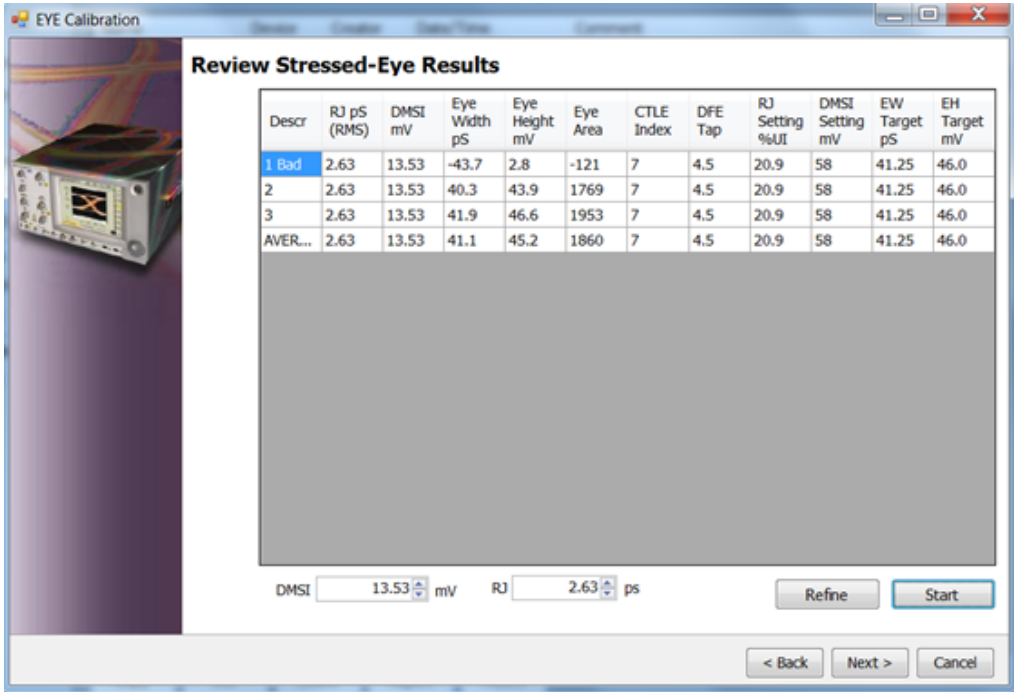 EYE Calibration
Review Stressed-Eye Results
Descr RJ pS (RMS) DMSI mV Eye Width pS Eye Height mV Eye Area CTLE Index DFE Tap RJ Setting %UI DMSI Setting mV EW Target pS EH Target mV
1 Bad 2.63 13.53 -43.7 2.8 -121 7 4.5 20.9 58 41.25 46.0
2 2.63 13.53 40.3 43.9 1769 7 4.5 20.9 58 41.25 46.0
3 2.63 13.53 41.9 46.6 1953 7 4.5 20.9 58 41.25 46.0
AVER... 2.63 13.53 41.1 45.2 1860 7 4.5 20.9 58 41.25 46.0
DMSI 13.53 mV RJ 2.63 ps Refine Start
< Back Next > Cancel